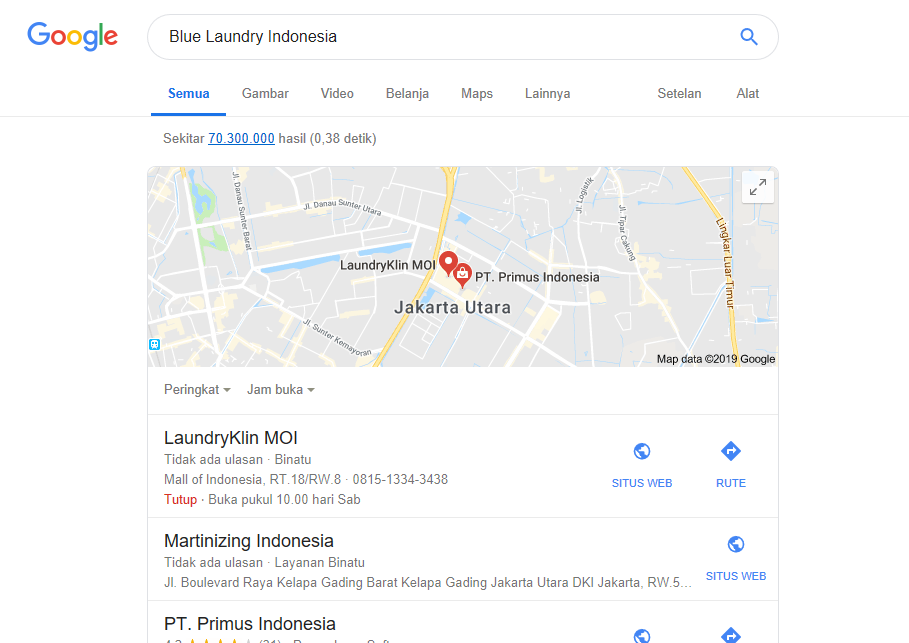 Google
Blue Laundry Indonesia
Semua Gambar Video Belanja Maps Lainnya Setelan Alat
Sekitar 70.300.000 hasil (0,38 detik)
Jl. Danau Sunter Barat
Jl. Danau Sunter Utara
Jl. Logistik
Jl. Tipar Cakung
Lingkar Luar Timur
LaundryKlin MOI
PT. Primus Indonesia
Jakarta Utara
Jl. Sunter Kemayoran
Map data ©2019 Google
Peringkat Jam buka
LaundryKlin MOI
Tidak ada ulasan · Binatu
Mall of Indonesia, RT.18/RW.8 · 0815-1334-3438
Tutup · Buka pukul 10.00 hari Sab
SITUS WEB RUTE
Martinizing Indonesia
Tidak ada ulasan · Layanan Binatu
Jl. Boulevard Raya Kelapa Gading Barat Kelapa Gading Jakarta Utara DKI Jakarta, RW.5...
SITUS WEB
PT. Primus Indonesia